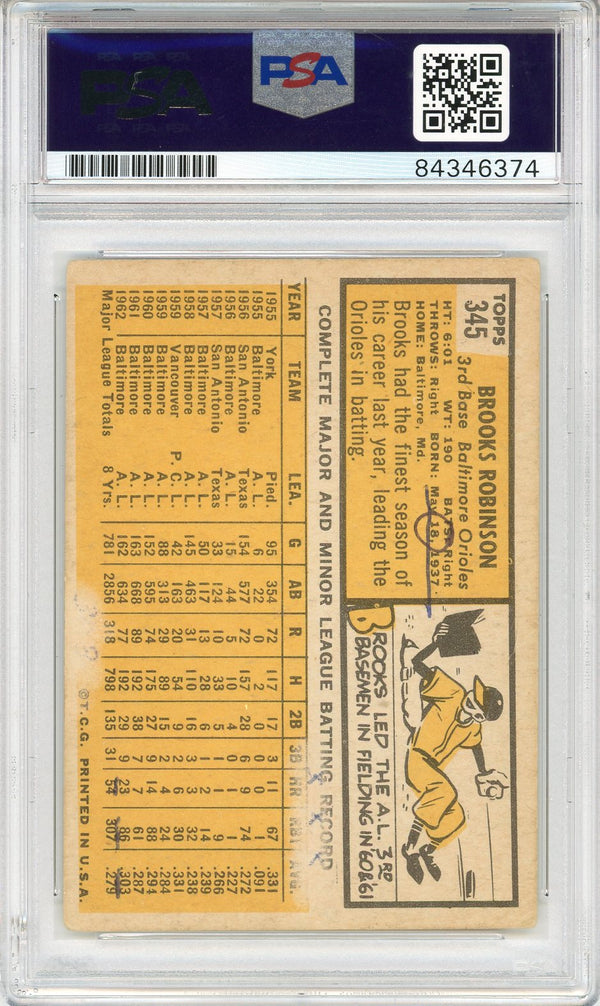 PSA
PSA
PSA PSA PSA
84346374
TOPPS
345
BROOKS ROBINSON
3rd Base Baltimore Orioles
HT: 6:01 WT: 190 BATS: Right
THROWS: Right BORN: May 18, 1937
HOME: Baltimore, Md.
Brooks had the finest season of
his career last year, leading the
Orioles in batting.
BROOKS LED THE A.L. 3RD
BASEMEN IN FIELDING IN '60 & '61
COMPLETE MAJOR AND MINOR LEAGUE BATTING RECORD
YEAR TEAM LEA. G AB R H 2B 3B HR RBI AVG.
1955 York Pied. 95 354 72 117 17 3 11 67 .331
1955 Baltimore A. L. 6 22 0 2 0 0 0 1 .091
1956 San Antonio Texas 154 577 72 157 28 6 9 74 .272
1956 Baltimore A. L. 15 44 5 10 4 0 1 1 .227
1957 San Antonio Texas 33 124 10 33 1 9 .266
1957 Baltimore A. L. 50 117 13 28 6 1 2 14 .239
1958 Baltimore A. L. 145 463 31 110 16 3 3 32 .238
1959 Vancouver P. C. L. 42 163 20 54 9 2 6 30 .331
1959 Baltimore A. L. 88 313 29 89 15 2 4 24 .284
1960 Baltimore A. L. 152 595 74 175 27 9 14 88 .294
1961 Baltimore A. L. 163 668 89 192 38 7 7 61 .287
1962 Baltimore A. L. 162 634 77 192 29 9 23 86 .303
Major League Totals 8 Yrs. 781 2856 318 798 135 31 54 307 .279
©T.C.G. PRINTED IN U.S.A.